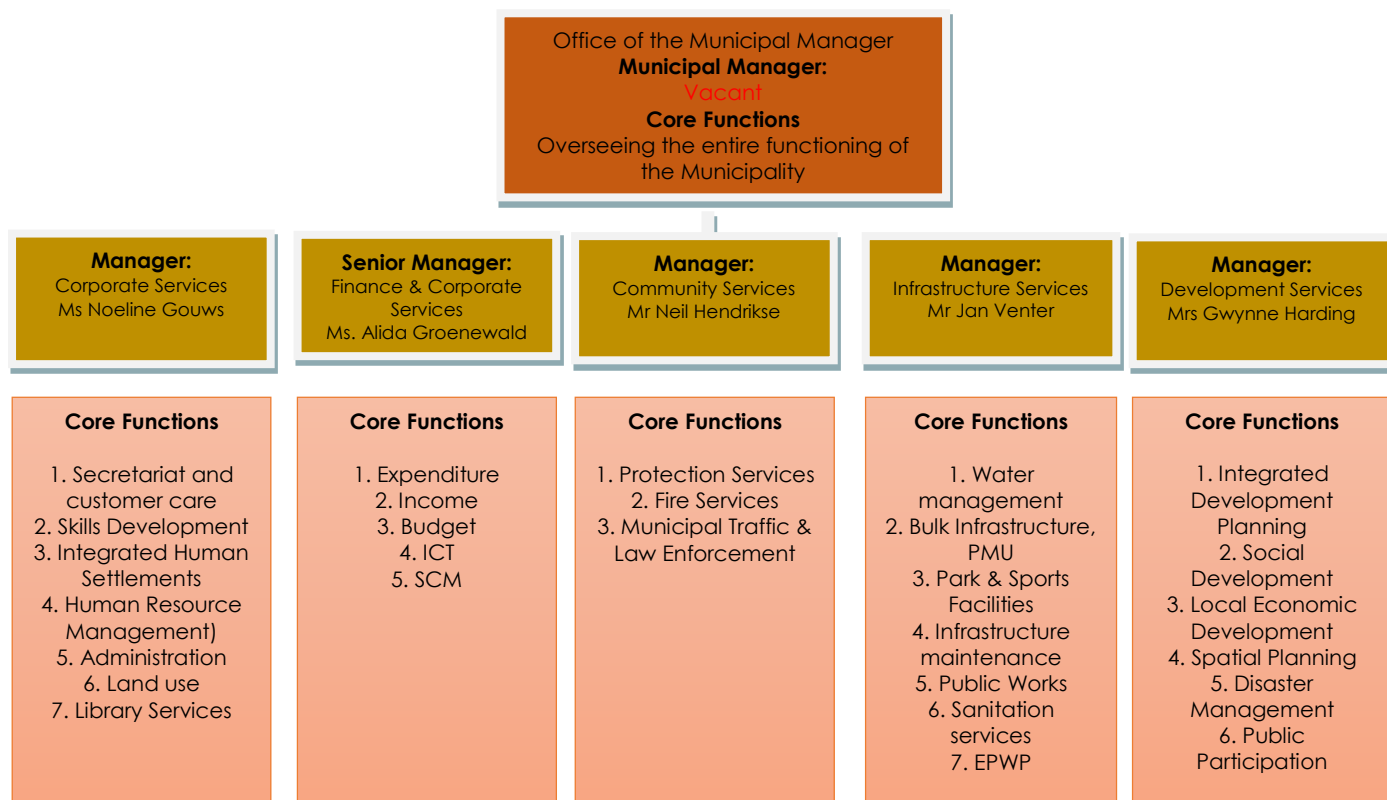 Office of the Municipal Manager
Municipal Manager:
Vacant
Core Functions
Overseeing the entire functioning of
the Municipality
Manager:
Corporate Services
Ms Noeline Gouws
Senior Manager:
Finance & Corporate
Services
Ms. Alida Groenewald
Manager:
Community Services
Mr Neil Hendrikse
Manager:
Infrastructure Services
Mr Jan Venter
Manager:
Development Services
Mrs Gwynne Harding
Core Functions
1. Secretariat and
customer care
2. Skills Development
3. Integrated Human
Settlements
4. Human Resource
Management)
5. Administration
6. Land use
7. Library Services
Core Functions
1. Expenditure
2. Income
3. Budget
4. ICT
5. SCM
Core Functions
1. Protection Services
2. Fire Services
3. Municipal Traffic &
Law Enforcement
Core Functions
1. Water
management
2. Bulk Infrastructure,
PMU
3. Park & Sports
Facilities
4. Infrastructure
maintenance
5. Public Works
6. Sanitation
services
7. EPWP
Core Functions
1. Integrated
Development
Planning
2. Social
Development
3. Local Economic
Development
4. Spatial Planning
5. Disaster
Management
6. Public
Participation